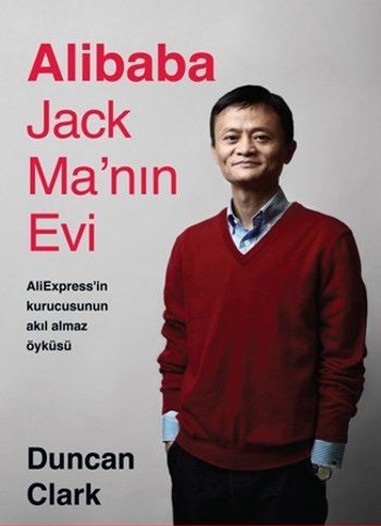 Alibaba
Jack
Ma'nın
Evi
AliExpress'in
kurucusunun
akıl almaz
öyküsü
Duncan
Clark